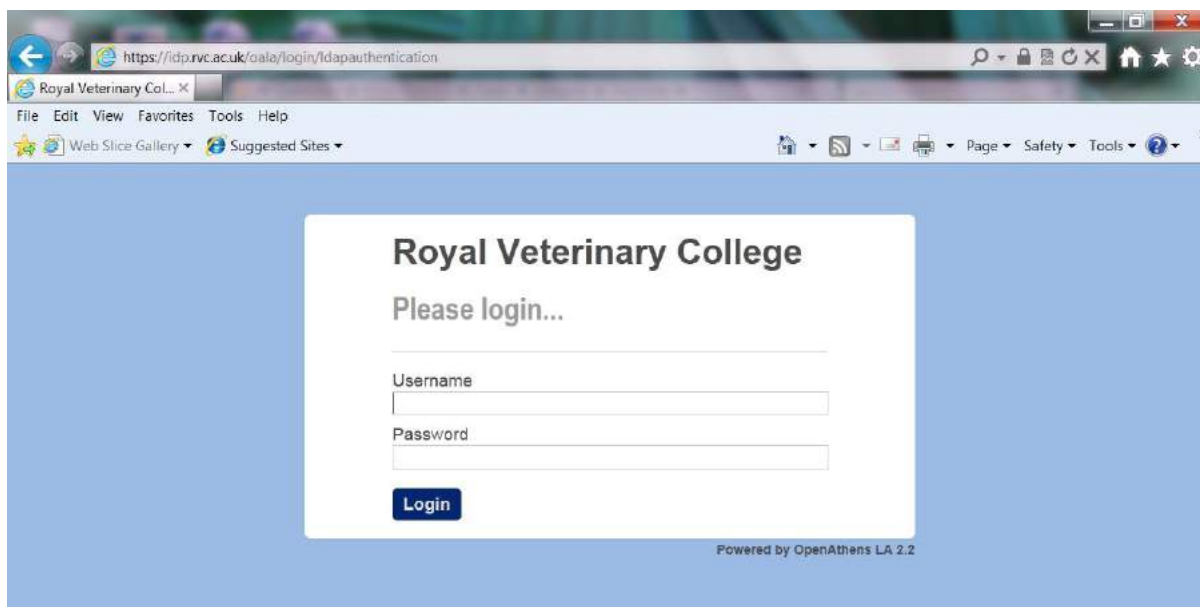 https://idp.rvc.ac.uk/oala/login/ldapauthentication
Royal Veterinary Col...
File Edit View Favorites Tools Help
Web Slice Gallery Suggested Sites Page Safety Tools
Royal Veterinary College
Please login...
Username
Password
Login
Powered by OpenAthens LA 2.2